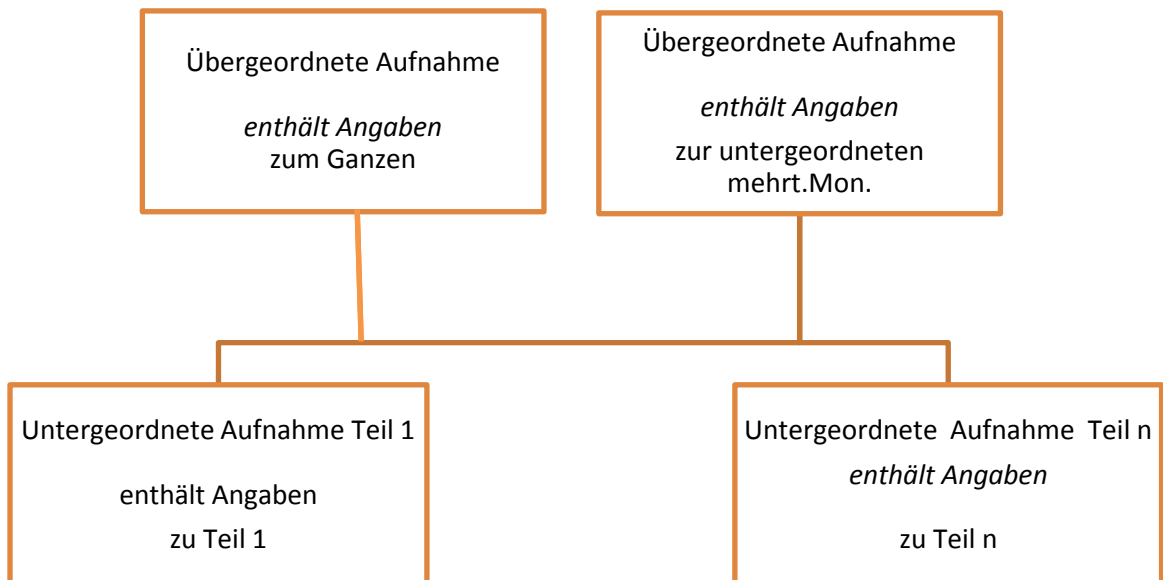 Übergeordnete Aufnahme
enthält Angaben
zum Ganzen
Übergeordnete Aufnahme
enthält Angaben
zur untergeordneten
mehrt.Mon.
Untergeordnete Aufnahme Teil 1
enthält Angaben
zu Teil 1
Untergeordnete Aufnahme Teil n
enthält Angaben
zu Teil n